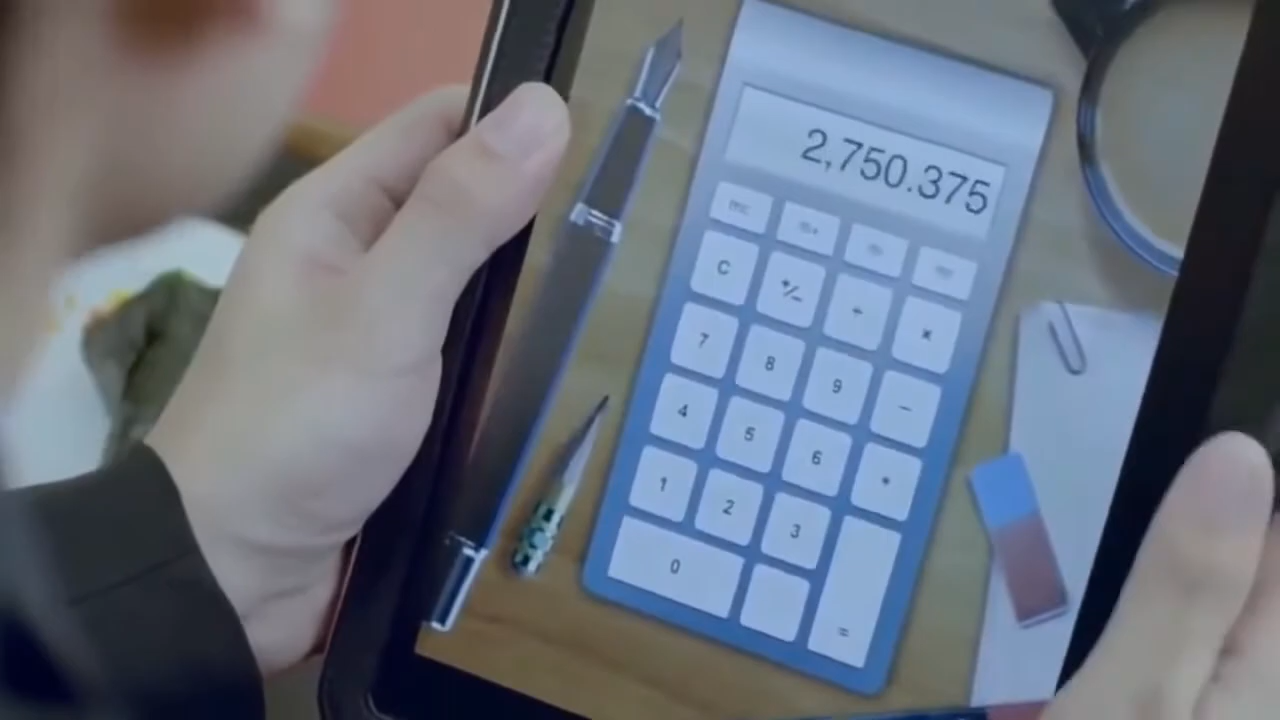 2,750.375
C +/− ÷ ×
7 8 9 −
4 5 6 +
1 2 3
0 =